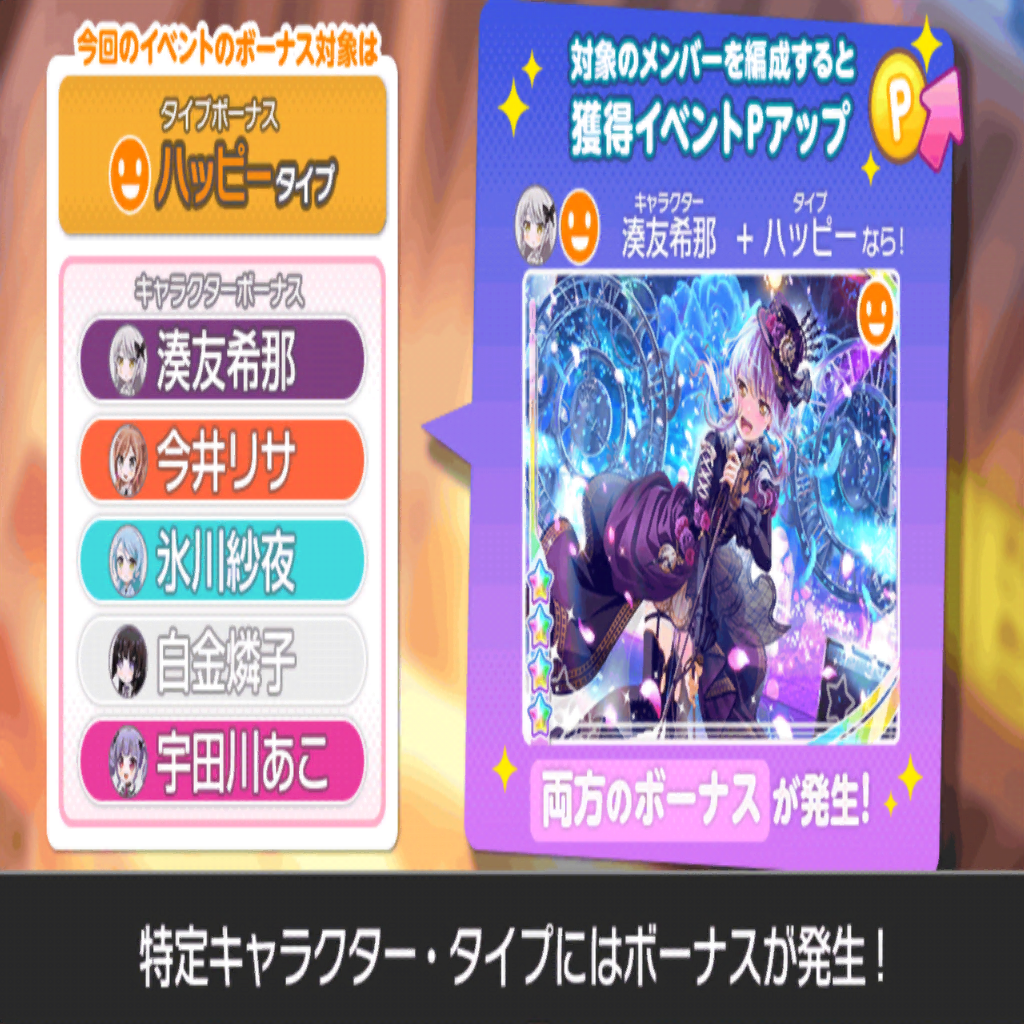 今回のイベントのボーナス対象は
タイプボーナス
ハッピータイプ
キャラクターボーナス
湊友希那
今井リサ
氷川紗夜
白金燐子
宇田川あこ
対象のメンバーを編成すると
獲得イベントPアップ
P
キャラクター タイプ
湊友希那 + ハッピーなら!
両方のボーナスが発生!
特定キャラクター・タイプにはボーナスが発生!